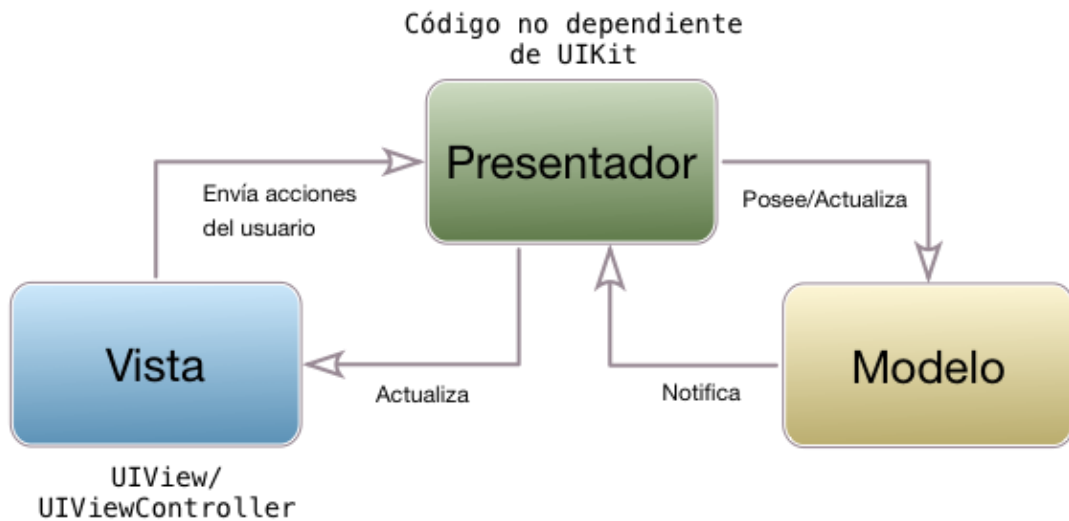 Código no dependiente
de UIKit
Presentador
Envía acciones
del usuario
Posee/Actualiza
Vista
Actualiza
Notifica
Modelo
UIView/
UIViewController